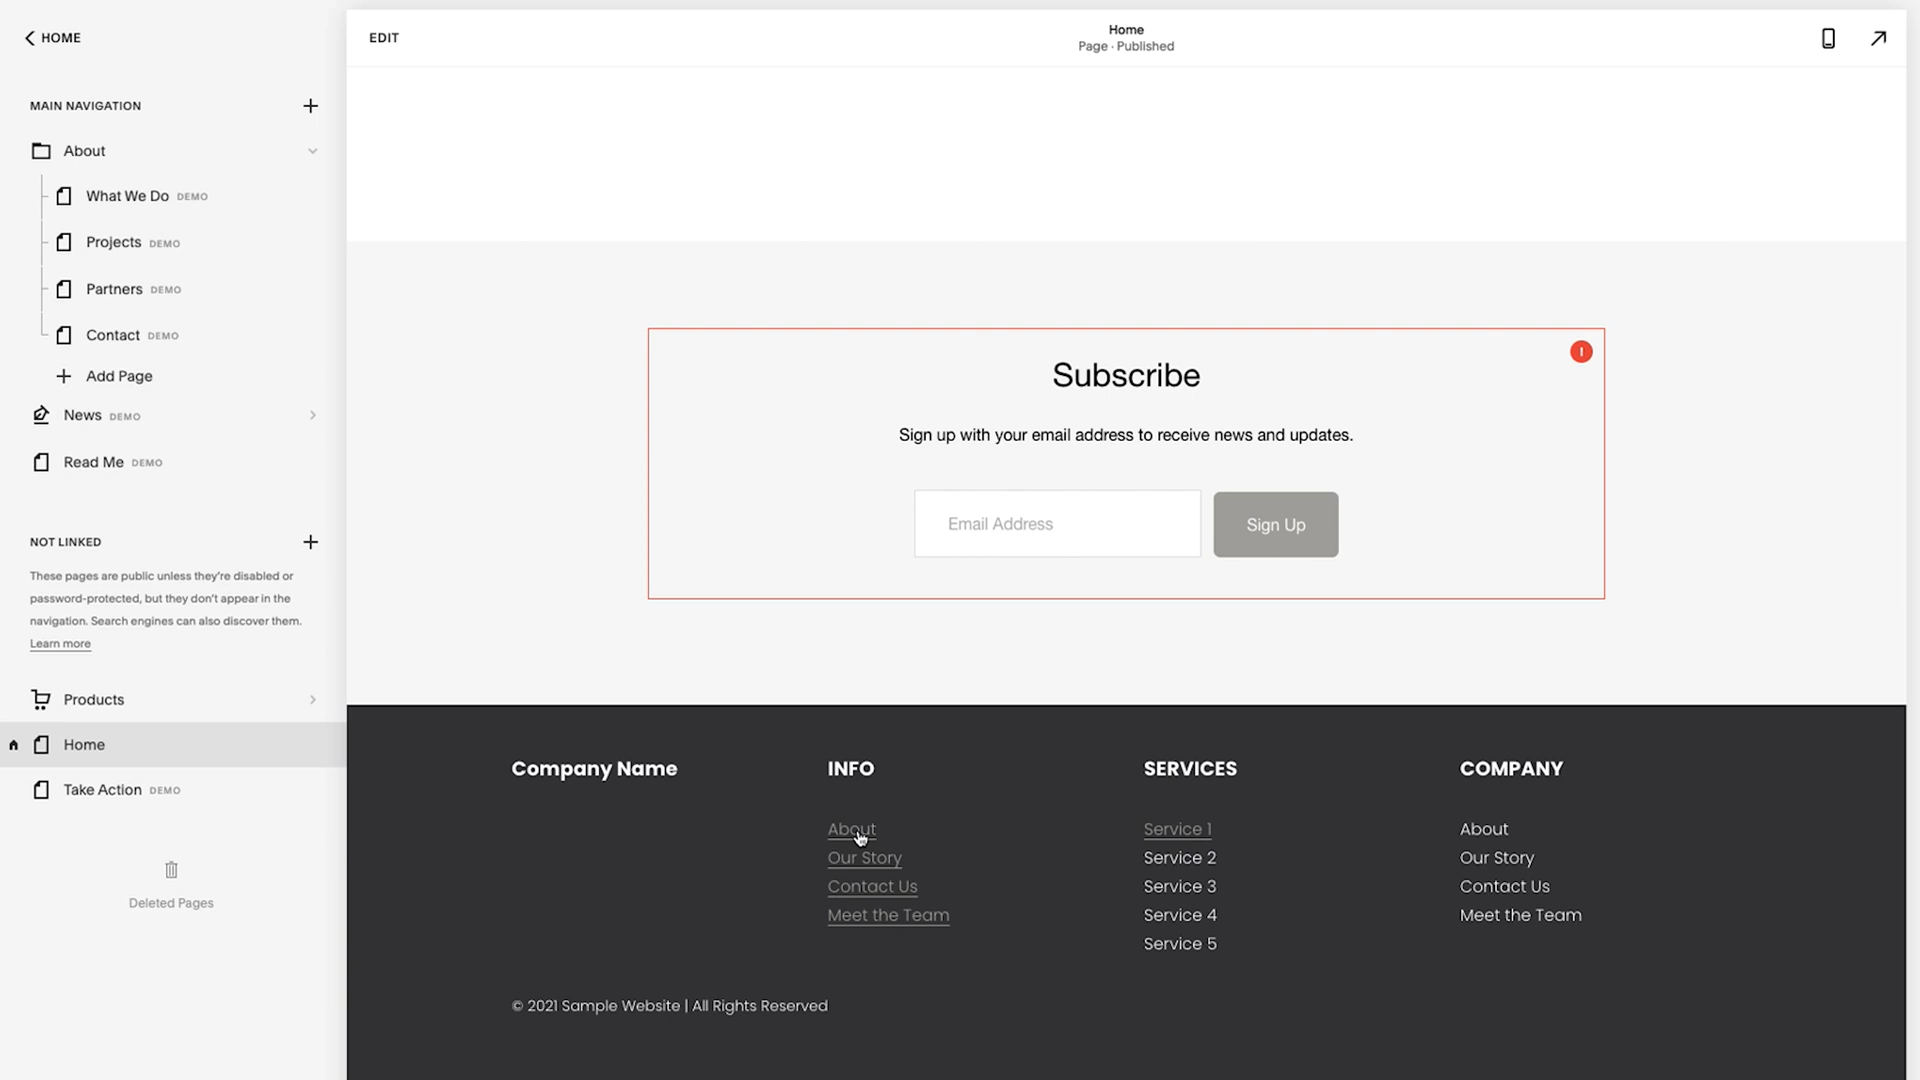 HOME
MAIN NAVIGATION
About
What We Do DEMO
Projects DEMO
Partners DEMO
Contact DEMO
Add Page
News DEMO
Read Me DEMO
NOT LINKED
These pages are public unless they're disabled or
password-protected, but they don't appear in the
navigation. Search engines can also discover them.
Learn more
Products
Home
Take Action DEMO
Deleted Pages
EDIT
Home
Page · Published
Subscribe
Sign up with your email address to receive news and updates.
Email Address
Sign Up
Company Name
INFO
About
Our Story
Contact Us
Meet the Team
SERVICES
Service 1
Service 2
Service 3
Service 4
Service 5
COMPANY
About
Our Story
Contact Us
Meet the Team
© 2021 Sample Website | All Rights Reserved